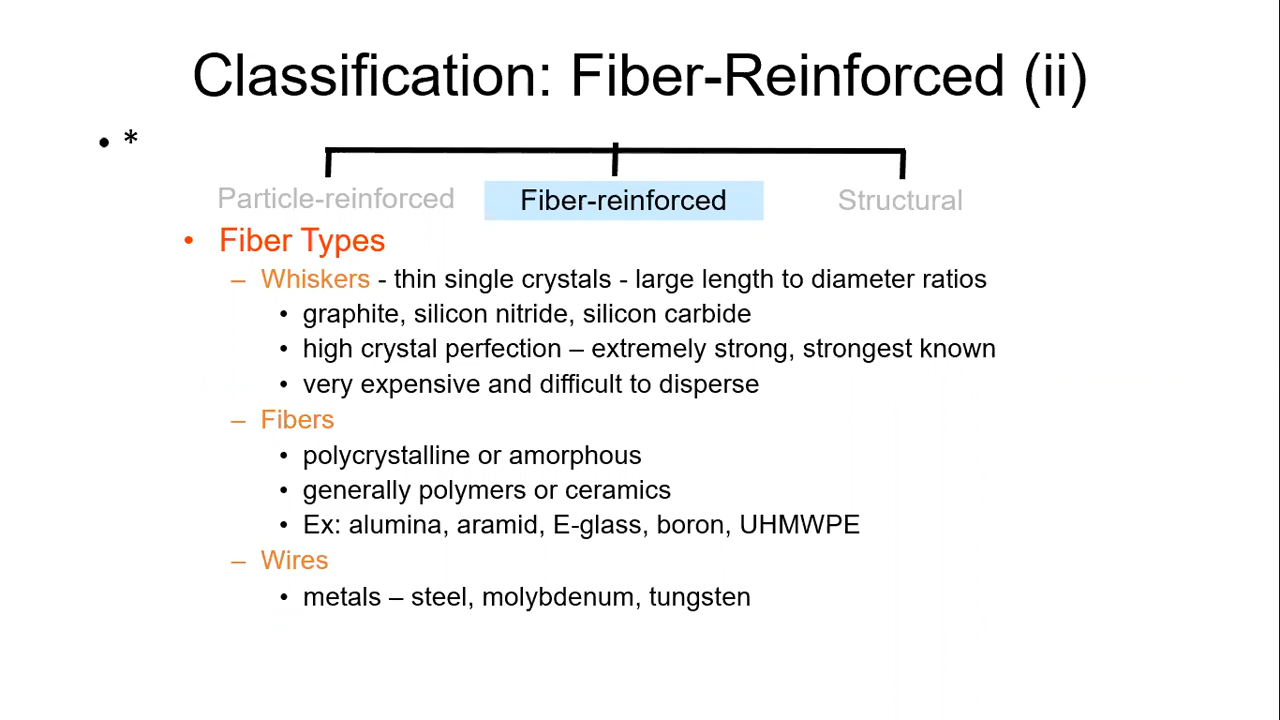 Classification: Fiber-Reinforced (ii)
• *
Particle-reinforced Fiber-reinforced Structural
• Fiber Types
– Whiskers - thin single crystals - large length to diameter ratios
• graphite, silicon nitride, silicon carbide
• high crystal perfection – extremely strong, strongest known
• very expensive and difficult to disperse
– Fibers
• polycrystalline or amorphous
• generally polymers or ceramics
• Ex: alumina, aramid, E-glass, boron, UHMWPE
– Wires
• metals – steel, molybdenum, tungsten